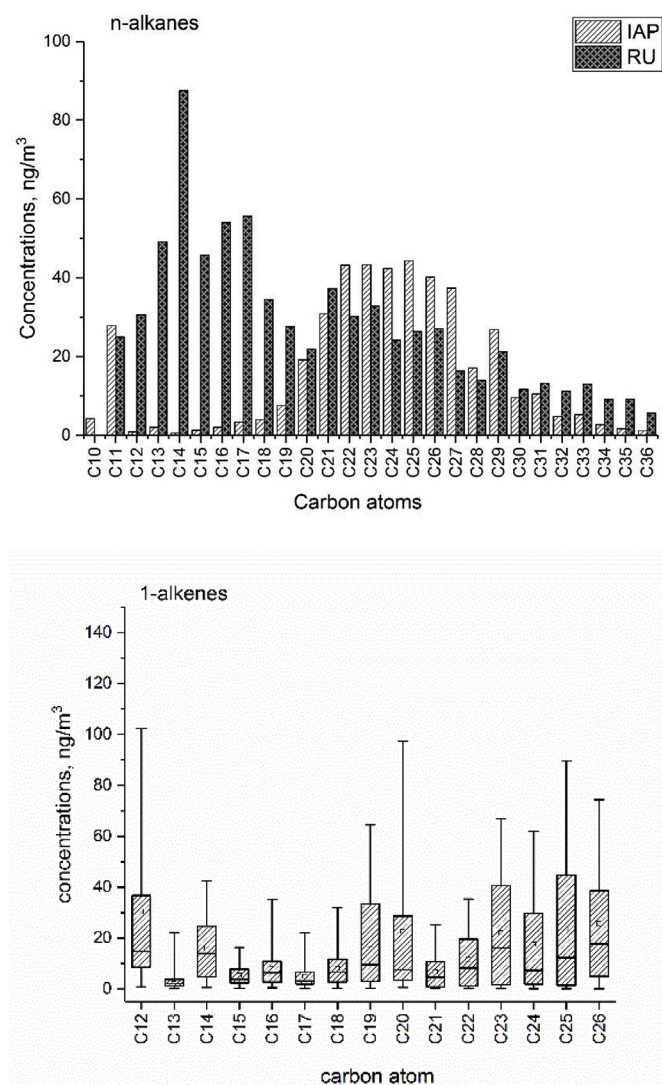 n-alkanes
IAP
RU
Concentrations, ng/m³
100
80
60
40
20
0
C10 C11 C12 C13 C14 C15 C16 C17 C18 C19 C20 C21 C22 C23 C24 C25 C26 C27 C28 C29 C30 C31 C32 C33 C34 C35 C36
Carbon atoms
1-alkenes
concentrations, ng/m³
140
120
100
80
60
40
20
0
C12 C13 C14 C15 C16 C17 C18 C19 C20 C21 C22 C23 C24 C25 C26
carbon atom